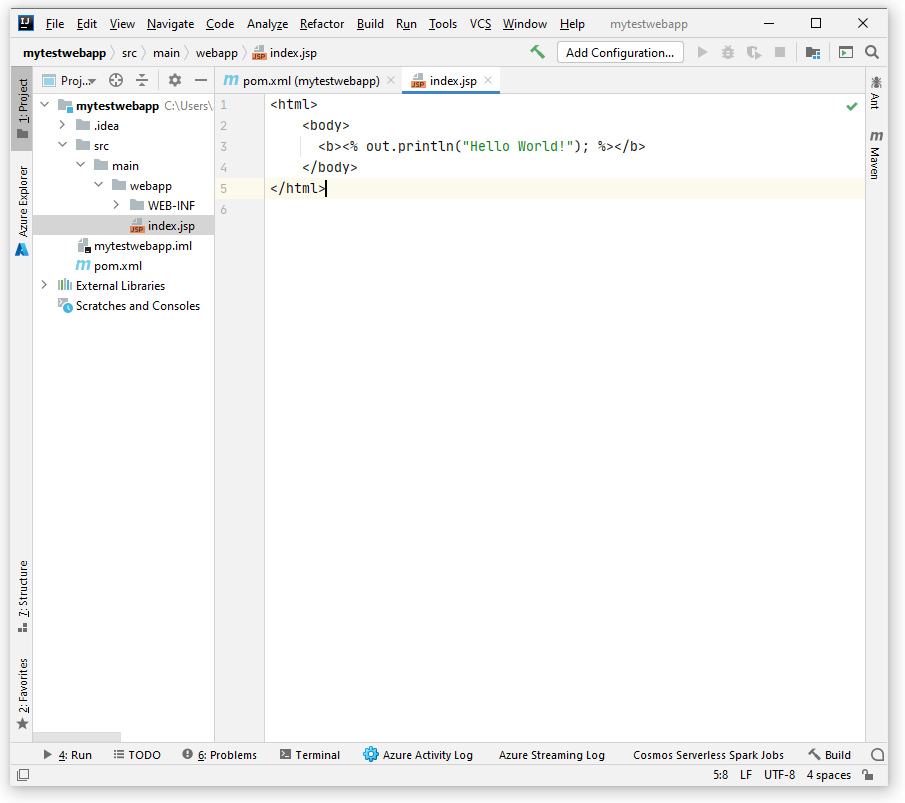 File Edit View Navigate Code Analyze Refactor Build Run Tools VCS Window Help mytestwebapp
mytestwebapp src main webapp index.jsp Add Configuration...
Proj... pom.xml (mytestwebapp) index.jsp
1: Project
Azure Explorer
7: Structure
2: Favorites
mytestwebapp C:\Users\
.idea
src
main
webapp
WEB-INF
index.jsp
mytestwebapp.iml
pom.xml
External Libraries
Scratches and Consoles
1 <html>
2 <body>
3 <b><% out.println("Hello World!"); %></b>
4 </body>
5 </html>
6
Ant
Maven
4: Run TODO 6: Problems Terminal Azure Activity Log Azure Streaming Log Cosmos Serverless Spark Jobs Build
5:8 LF UTF-8 4 spaces